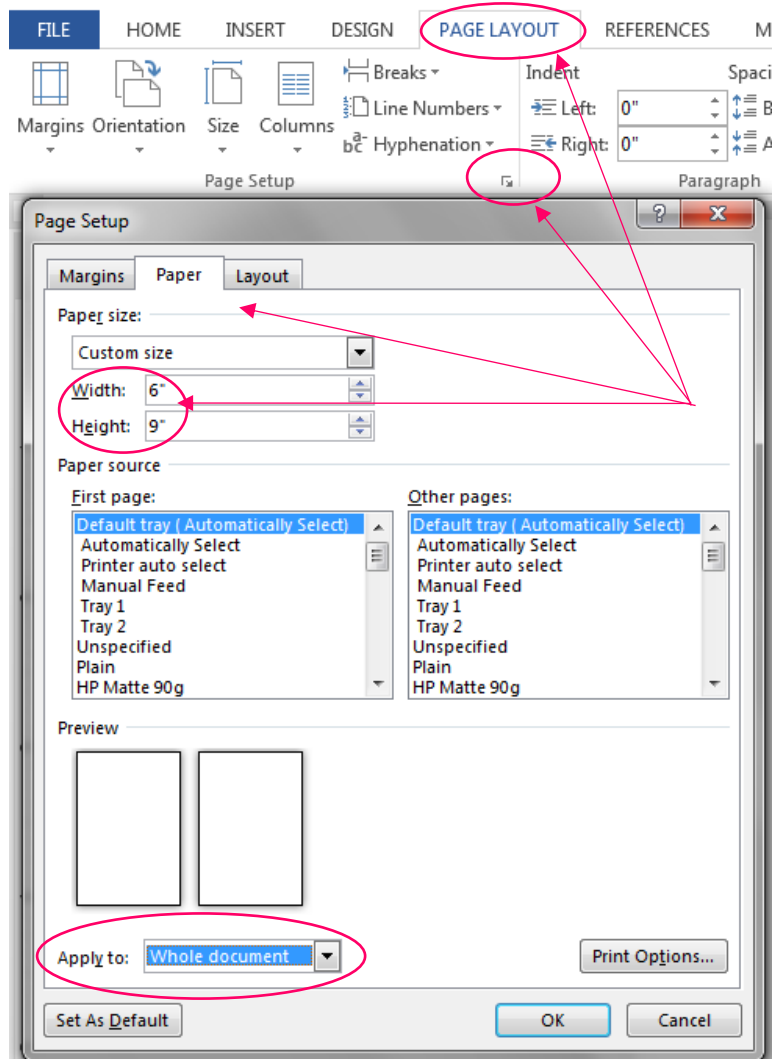 FILE HOME INSERT DESIGN PAGE LAYOUT REFERENCES M
Breaks Indent Spaci
Line Numbers Left: 0" B
Margins Orientation Size Columns
Hyphenation Right: 0" A
Page Setup Paragraph
Page Setup
Margins Paper Layout
Paper size:
Custom size
Width: 6"
Height: 9"
Paper source
First page: Other pages:
Default tray ( Automatically Select) Default tray ( Automatically Select)
Automatically Select Automatically Select
Printer auto select Printer auto select
Manual Feed Manual Feed
Tray 1 Tray 1
Tray 2 Tray 2
Unspecified Unspecified
Plain Plain
HP Matte 90g HP Matte 90g
Preview
Apply to: Whole document Print Options...
Set As Default OK Cancel